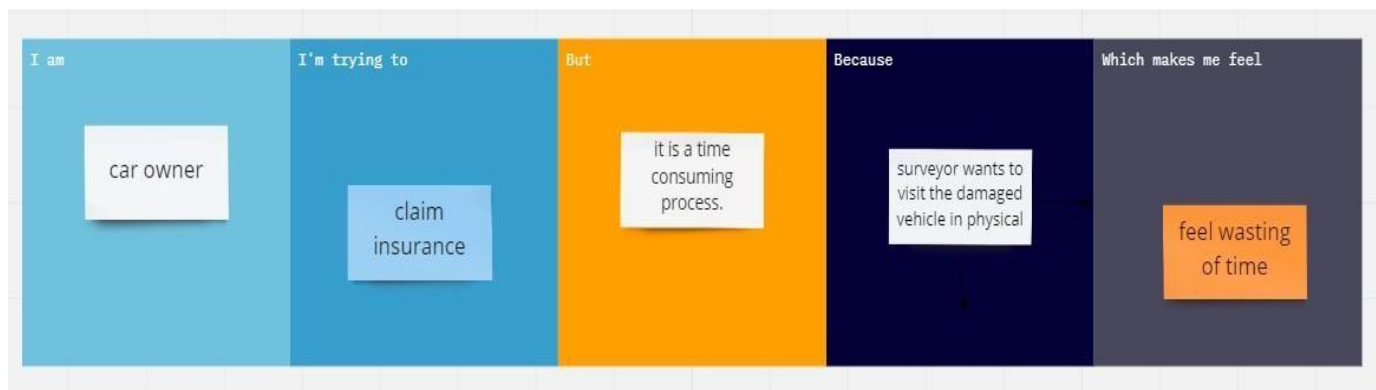 I am
car owner
I'm trying to
claim
insurance
But
it is a time
consuming
process.
Because
surveyor wants to
visit the damaged
vehicle in physical
Which makes me feel
feel wasting
of time